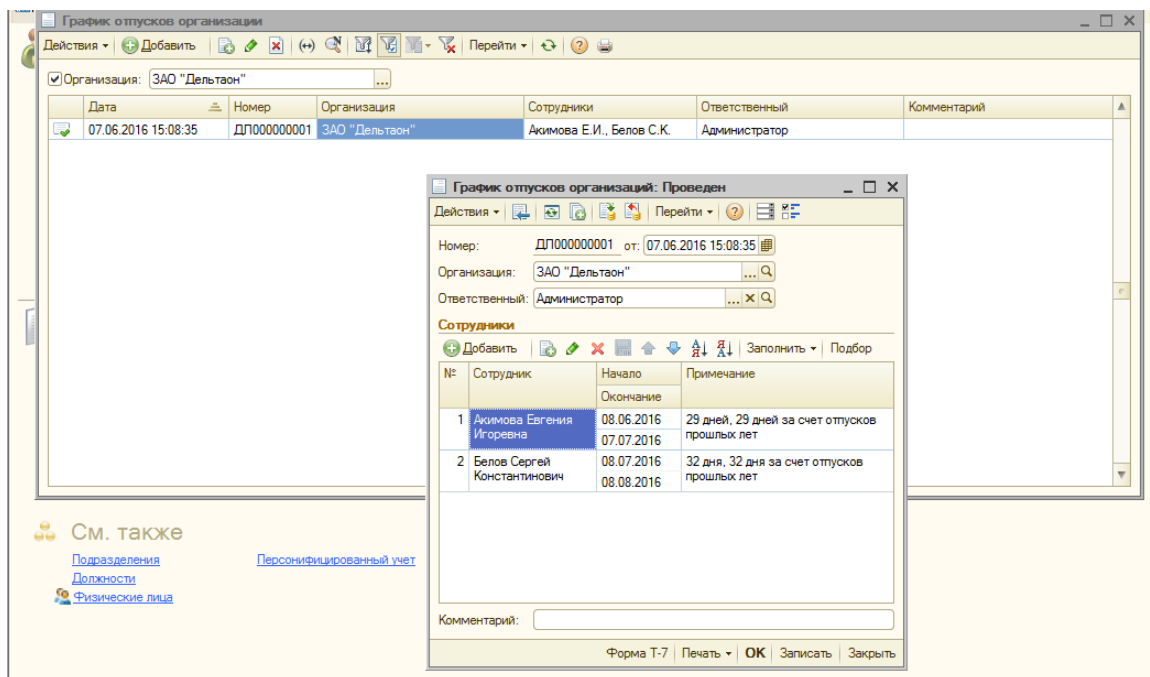 График отпусков организации
Действия Добавить Перейти
Организация: ЗАО "Дельтаон" ...
Дата Номер Организация Сотрудники Ответственный Комментарий
07.06.2016 15:08:35 ДП000000001 ЗАО "Дельтаон" Акимова Е.И., Белов С.К. Администратор
График отпусков организаций: Проведен
Действия Перейти
Номер: ДП000000001 от: 07.06.2016 15:08:35
Организация: ЗАО "Дельтаон" ...
Ответственный: Администратор ...
Сотрудники
Добавить Заполнить Подбор
№ Сотрудник Начало Примечание
Окончание
1 Акимова Евгения 08.06.2016 29 дней, 29 дней за счет отпусков
Игоревна 07.07.2016 прошлых лет
2 Белов Сергей 08.07.2016 32 дня, 32 дня за счет отпусков
Константинович 08.08.2016 прошлых лет
Комментарий:
Форма Т-7 Печать OK Записать Закрыть
См. также
Подразделения Персонифицированный учет
Должности
Физические лица